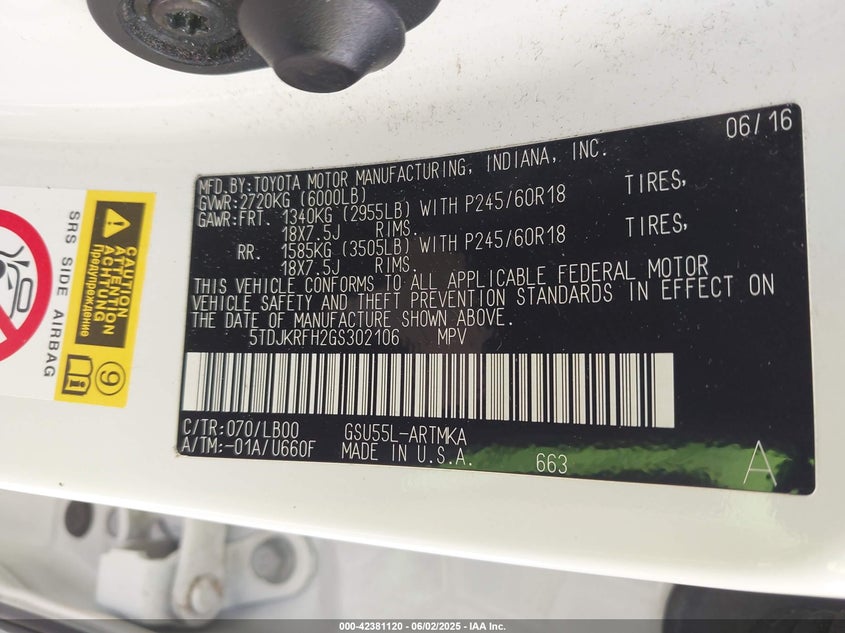 06/16
MFD.BY:TOYOTA MOTOR MANUFACTURING, INDIANA, INC.
GVWR:2720KG (6000LB)
GAWR:FRT. 1340KG (2955LB) WITH P245/60R18 TIRES,
18X7.5J RIMS.
RR. 1585KG (3505LB) WITH P245/60R18 TIRES,
18X7.5J RIMS.
THIS VEHICLE CONFORMS TO ALL APPLICABLE FEDERAL MOTOR
VEHICLE SAFETY AND THEFT PREVENTION STANDARDS IN EFFECT ON
THE DATE OF MANUFACTURE SHOWN ABOVE.
5TDJKRFH2GS302106 MPV
C/TR:070/LB00 GSU55L-ARTMKA
A/TM:-01A/U660F MADE IN U.S.A. 663 A
SRS SIDE AIRBAG
CAUTION
ATTENTION
ACHTUNG
Предупреждение
9
000-42381120 - 06/02/2025 - IAA Inc.